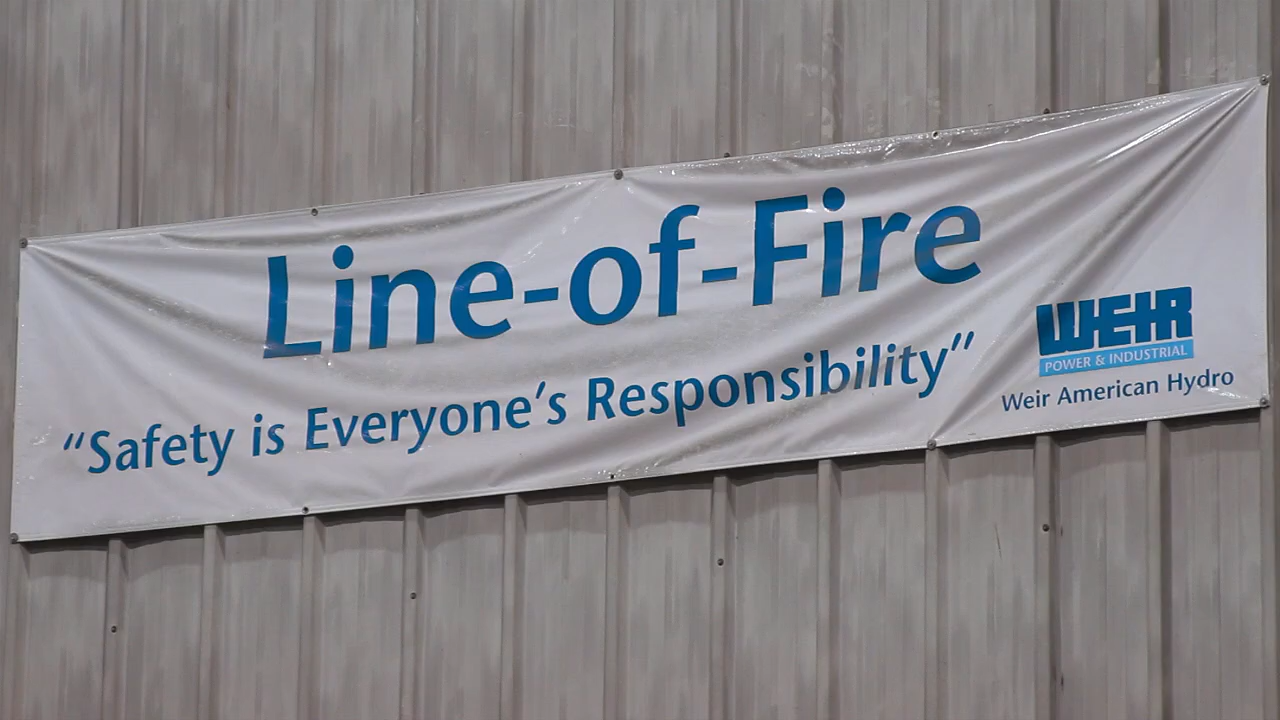 Line-of-Fire
“Safety is Everyone’s Responsibility”
WEIR
POWER & INDUSTRIAL
Weir American Hydro